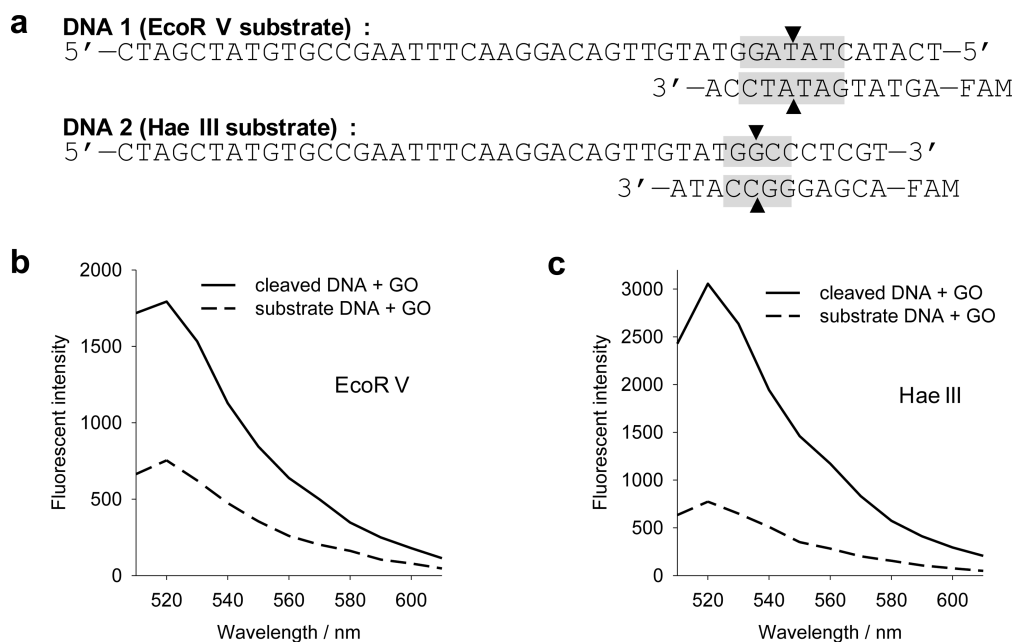 a
DNA 1 (EcoR V substrate) :
5′–CTAGCTATGTGCCGAATTTCAAGGACAGTTGTATGGATATCATACT–5′
3′–ACCTATAGTATGA–FAM
DNA 2 (Hae III substrate) :
5′–CTAGCTATGTGCCGAATTTCAAGGACAGTTGTATGGCCCTCGT–3′
3′–ATACCGGGAGCA–FAM
b
2000
1500
1000
500
0
Fluorescent intensity
cleaved DNA + GO
substrate DNA + GO
EcoR V
520 540 560 580 600
Wavelength / nm
c
3000
2500
2000
1500
1000
500
0
Fluorescent intensity
cleaved DNA + GO
substrate DNA + GO
Hae III
520 540 560 580 600
Wavelength / nm